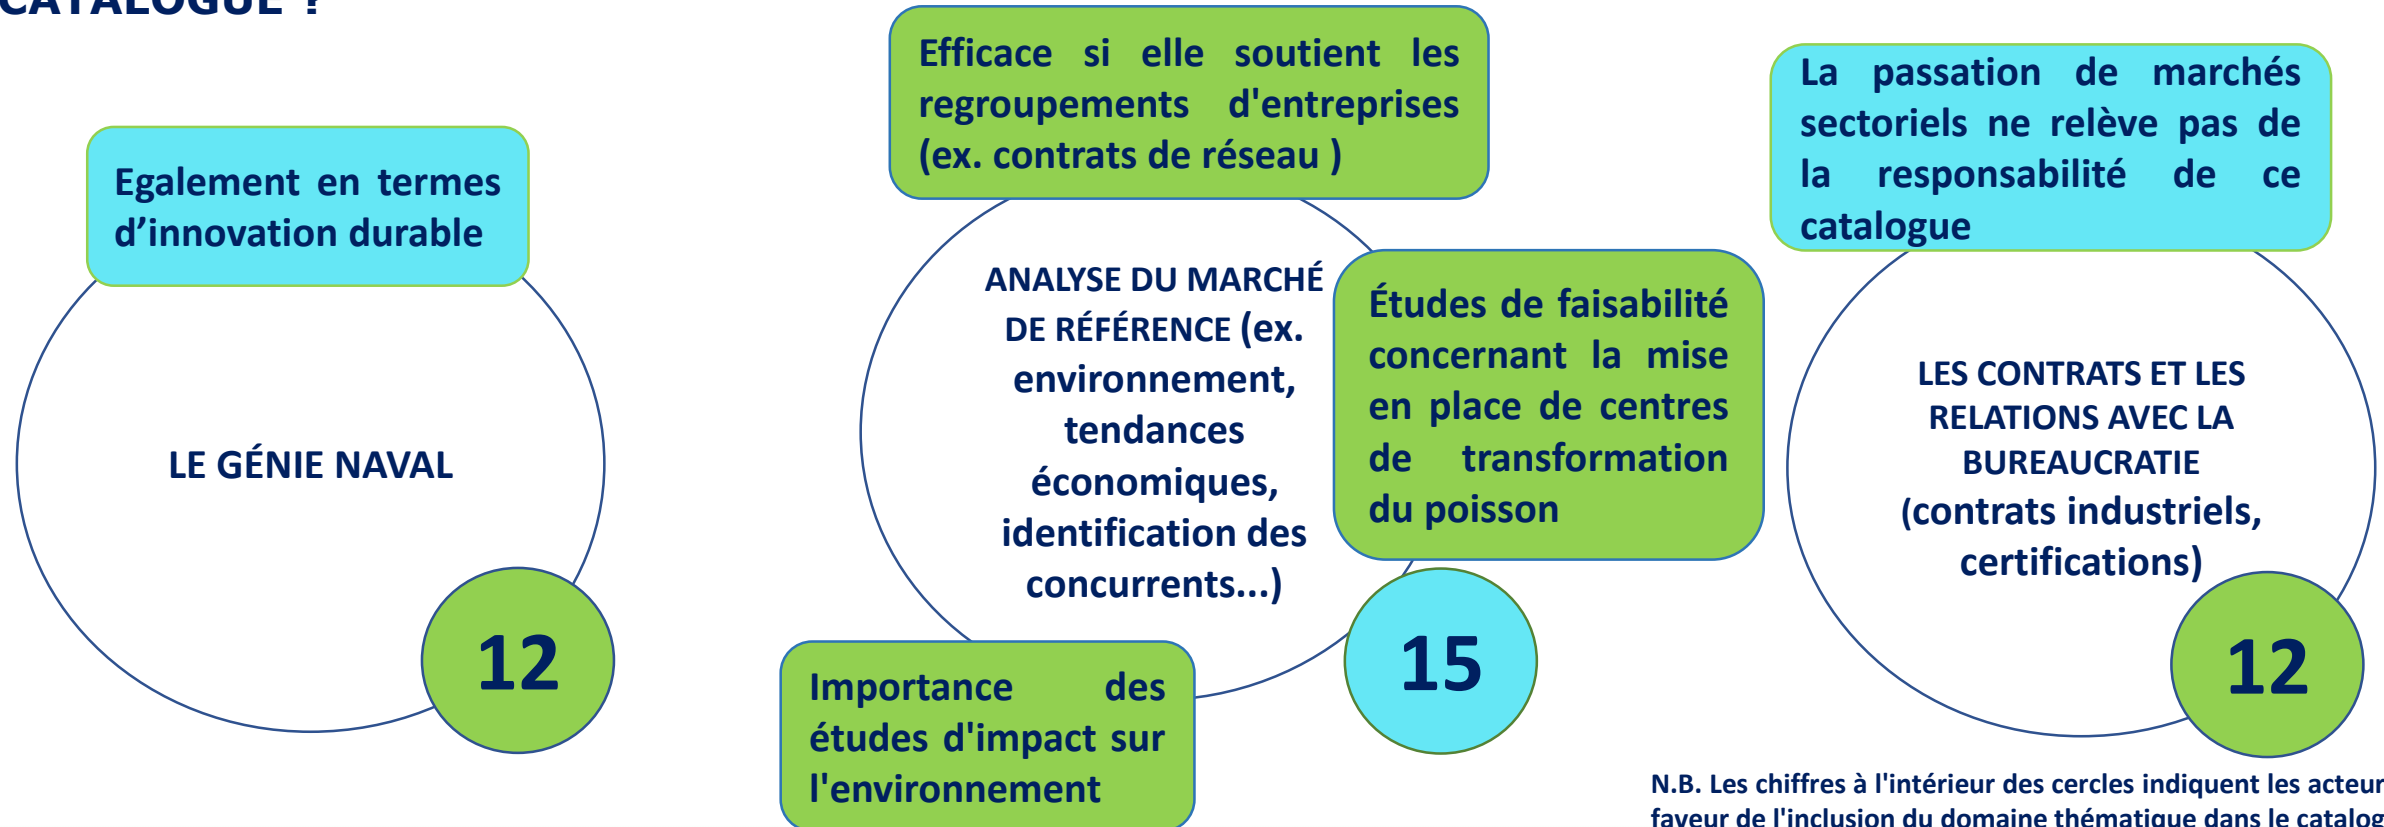 CATALOGUE ?
Egalement en termes
d’innovation durable
LE GÉNIE NAVAL
12
Efficace si elle soutient les
regroupements d'entreprises
(ex. contrats de réseau )
ANALYSE DU MARCHÉ
DE RÉFÉRENCE (ex.
environnement,
tendances
économiques,
identification des
concurrents...)
Études de faisabilité
concernant la mise
en place de centres
de transformation
du poisson
15
Importance des
études d'impact sur
l'environnement
La passation de marchés
sectoriels ne relève pas de
la responsabilité de ce
catalogue
LES CONTRATS ET LES
RELATIONS AVEC LA
BUREAUCRATIE
(contrats industriels,
certifications)
12
N.B. Les chiffres à l'intérieur des cercles indiquent les acteur
faveur de l'inclusion du domaine thématique dans le catalog